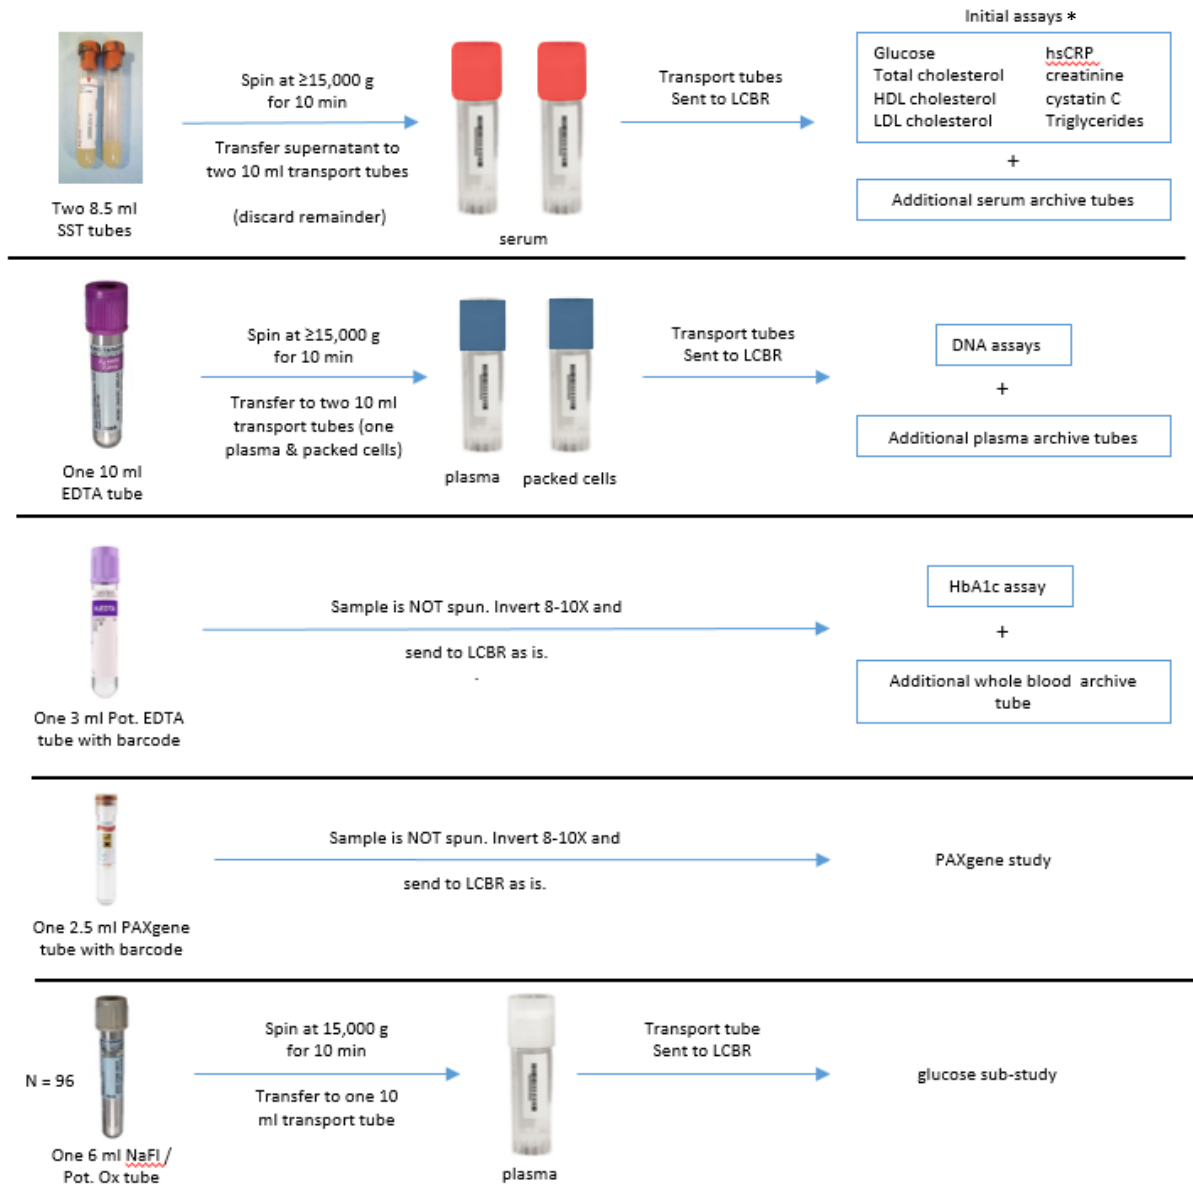 Initial assays *
Glucose hsCRP
Total cholesterol creatinine
HDL cholesterol cystatin C
LDL cholesterol Triglycerides
+
Additional serum archive tubes
Spin at ≥15,000 g
for 10 min
Transfer supernatant to
two 10 ml transport tubes
(discard remainder)
Transport tubes
Sent to LCBR
Two 8.5 ml
SST tubes
serum
Spin at ≥15,000 g
for 10 min
Transfer to two 10 ml
transport tubes (one
plasma & packed cells)
Transport tubes
Sent to LCBR
DNA assays
+
Additional plasma archive tubes
One 10 ml
EDTA tube
plasma
packed cells
Sample is NOT spun. Invert 8-10X and
send to LCBR as is.
HbA1c assay
+
Additional whole blood archive
tube
One 3 ml Pot. EDTA
tube with barcode
Sample is NOT spun. Invert 8-10X and
send to LCBR as is.
PAXgene study
One 2.5 ml PAXgene
tube with barcode
N = 96
Spin at 15,000 g
for 10 min
Transfer to one 10
ml transport tube
Transport tube
Sent to LCBR
glucose sub-study
One 6 ml NaFl/
Pot. Ox tube
plasma